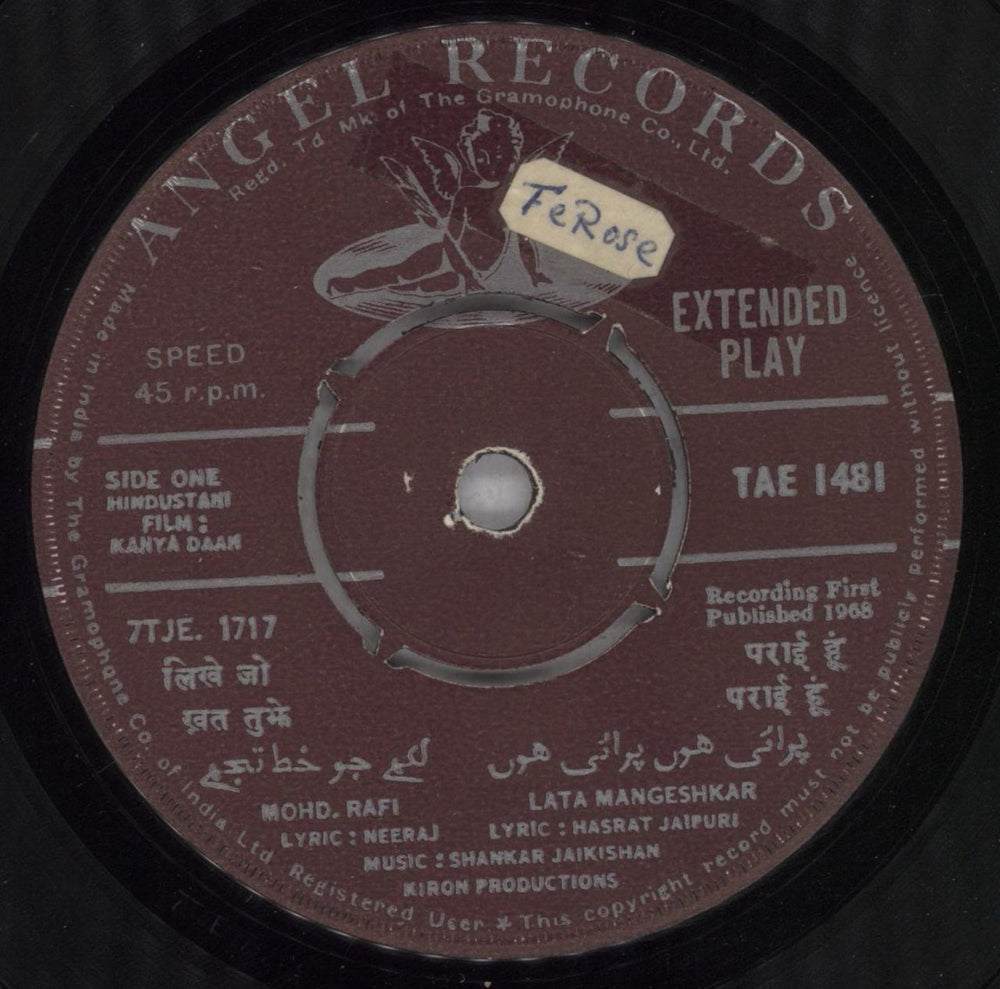 ANGEL RECORDS
Regd. Td Mk. of The Gramophone Co., Ltd.
FeRose
EXTENDED
PLAY
SPEED
45 r.p.m.
SIDE ONE
HINDUSTANI
FILM :
KANYA DAAN
TAE 1481
7TJE. 1717
Recording First
Published 1968
लिखे जो
ख़त तुझे
पराई हूं
पराई हूं
لکھے جو خط تجھے
پرائی ہوں پرائی ہوں
MOHD. RAFI
LYRIC : NEERAJ
LATA MANGESHKAR
LYRIC : HASRAT JAIPURI
MUSIC : SHANKAR JAIKISHAN
KIRON PRODUCTIONS
Made in India by The Gramophone Co. of India, Ltd Registered User * This copyright record must not be publicly performed without licence